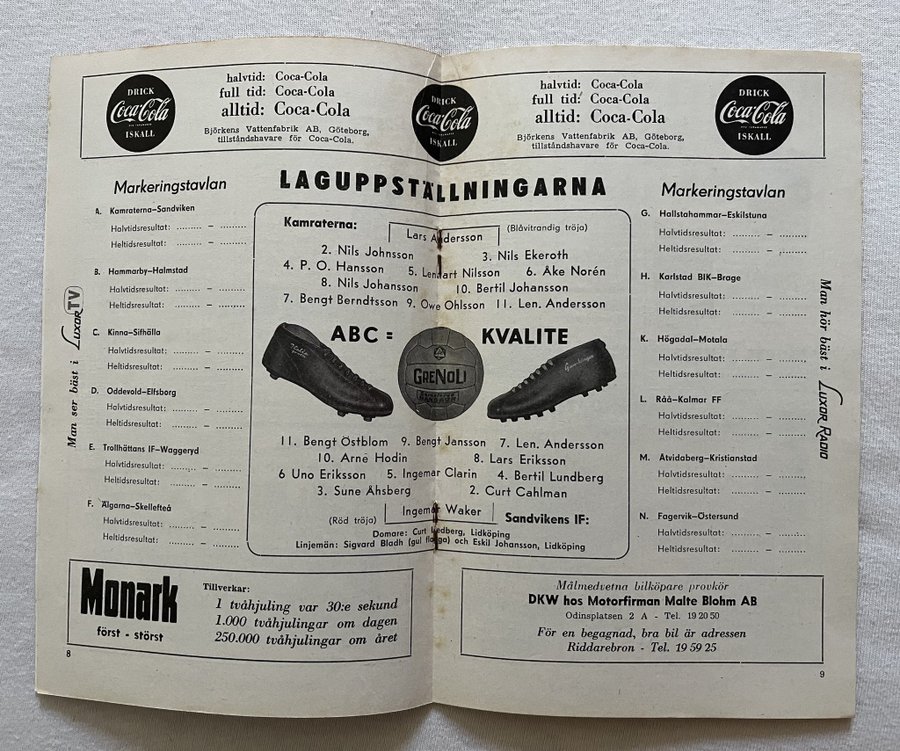 DRICK
Coca-Cola
ISKALL
halvtid: Coca-Cola
full tid: Coca-Cola
alltid: Coca-Cola
Björkens Vattenfabrik AB, Göteborg,
tillståndshavare för Coca-Cola.
DRICK
Coca-Cola
ISKALL
halvtid: Coca-Cola
full tid: Coca-Cola
alltid: Coca-Cola
Björkens Vattenfabrik AB, Göteborg,
tillståndshavare för Coca-Cola.
DRICK
Coca-Cola
ISKALL
LAGUPPSTÄLLNINGARNA
Markeringstavlan
A. Kamraterna–Sandviken
Halvtidsresultat: ........ – ........
Heltidsresultat: ........ – ........
B. Hammarby–Halmstad
Halvtidsresultat: ........ – ........
Heltidsresultat: ........ – ........
C. Kinna–Sifhälla
Halvtidsresultat: ........ – ........
Heltidsresultat: ........ – ........
D. Oddevold–Elfsborg
Halvtidsresultat: ........ – ........
Heltidsresultat: ........ – ........
E. Trollhättans IF–Waggeryd
Halvtidsresultat: ........ – ........
Heltidsresultat: ........ – ........
F. Älgarna–Skellefteå
Halvtidsresultat: ........ – ........
Heltidsresultat: ........ – ........
Man ser bäst i Luxor TV
Kamraterna:
Lars Andersson
(Blåvitrandig tröja)
2. Nils Johnsson 3. Nils Ekeroth
4. P. O. Hansson 5. Lennart Nilson 6. Åke Norén
8. Nils Johansson 10. Bertil Johansson
7. Bengt Berndtsson 9. Owe Ohlsson 11. Len. Andersson
ABC = KVALITE
GRENOLI
11. Bengt Östblom 9. Bengt Jansson 7. Len. Andersson
10. Arne Hodin 8. Lars Eriksson
6 Uno Eriksson 5. Ingemar Clarin 4. Bertil Lundberg
3. Sune Åhsberg 2. Curt Cahlman
(Röd tröja)
Ingemar Waker
Sandvikens IF:
Domare: Curt Hedberg, Lidköping
Linjemän: Sigvard Bladh (gul flagga) och Eskil Johansson, Lidköping
Markeringstavlan
G. Hallstahammar–Eskilstuna
Halvtidsresultat: ........ – ........
Heltidsresultat: ........ – ........
H. Karlstad BIK–Brage
Halvtidsresultat: ........ – ........
Heltidsresultat: ........ – ........
K. Högadal–Motala
Halvtidsresultat: ........ – ........
Heltidsresultat: ........ – ........
L. Råå–Kalmar FF
Halvtidsresultat: ........ – ........
Heltidsresultat: ........ – ........
M. Åtvidaberg–Kristianstad
Halvtidsresultat: ........ – ........
Heltidsresultat: ........ – ........
N. Fagervik–Östersund
Halvtidsresultat: ........ – ........
Heltidsresultat: ........ – ........
Man hör bäst i Luxor Radio
Monark
först - störst
Tillverkar:
1 tvåhjuling var 30:e sekund
1.000 tvåhjulingar om dagen
250.000 tvåhjulingar om året
8
Målmedvetna bilköpare provkör
DKW hos Motorfirman Malte Blohm AB
Odinsplatsen 2 A - Tel. 19 20 50
För en begagnad, bra bil är adressen
Riddarebron - Tel. 19 59 25
9